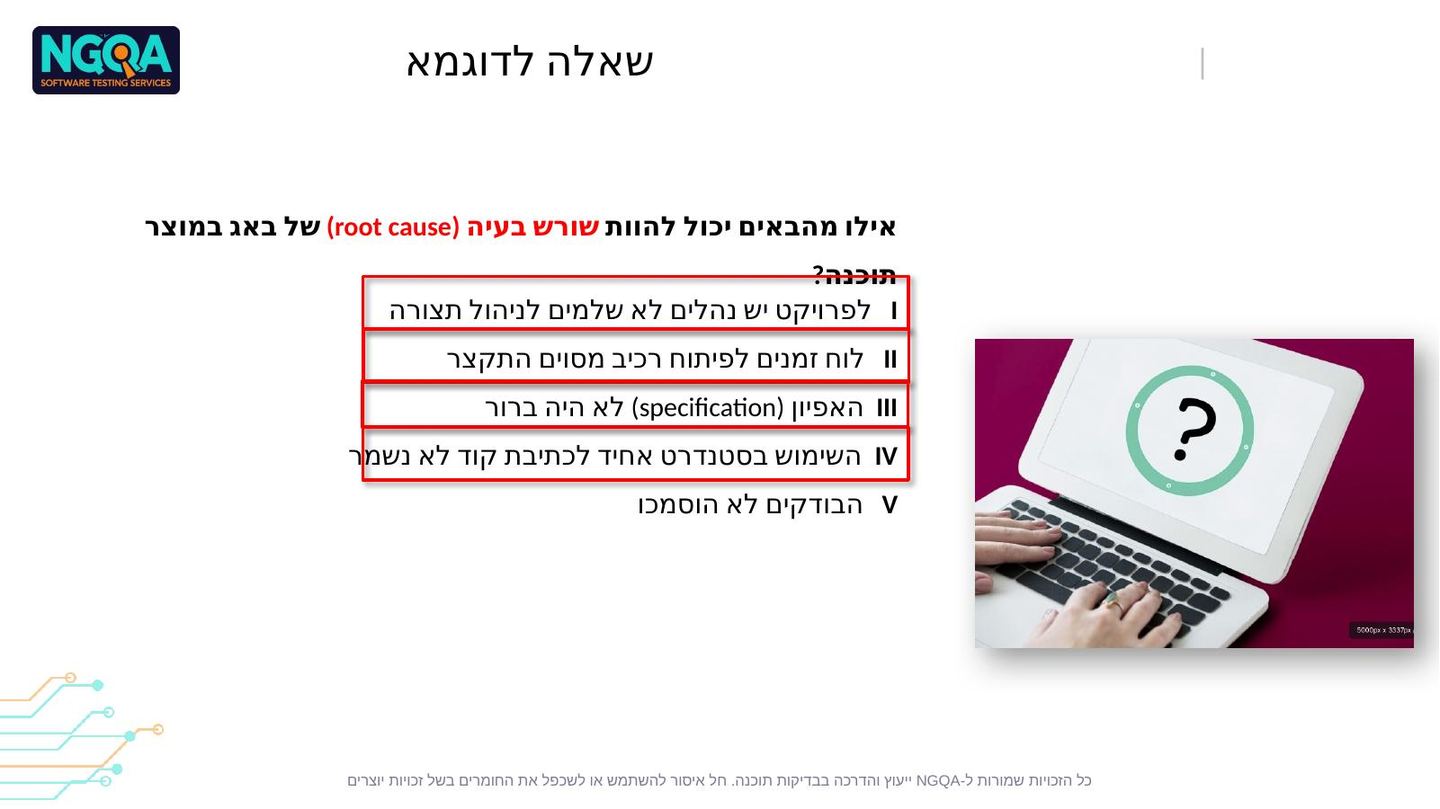 NGQA
SOFTWARE TESTING SERVICES
שאלה לדוגמא
אילו מהבאים יכול להוות שורש בעיה (root cause) של באג במוצר
תוכנה?
I לפרויקט יש נהלים לא שלמים לניהול תצורה
II לוח זמנים לפיתוח רכיב מסוים התקצר
III האפיון (specification) לא היה ברור
IV השימוש בסטנדרט אחיד לכתיבת קוד לא נשמר
V הבודקים לא הוסמכו
?
5000px x 3337px
כל הזכויות שמורות ל-NGQA ייעוץ והדרכה בבדיקות תוכנה. חל איסור להשתמש או לשכפל את החומרים בשל זכויות יוצרים